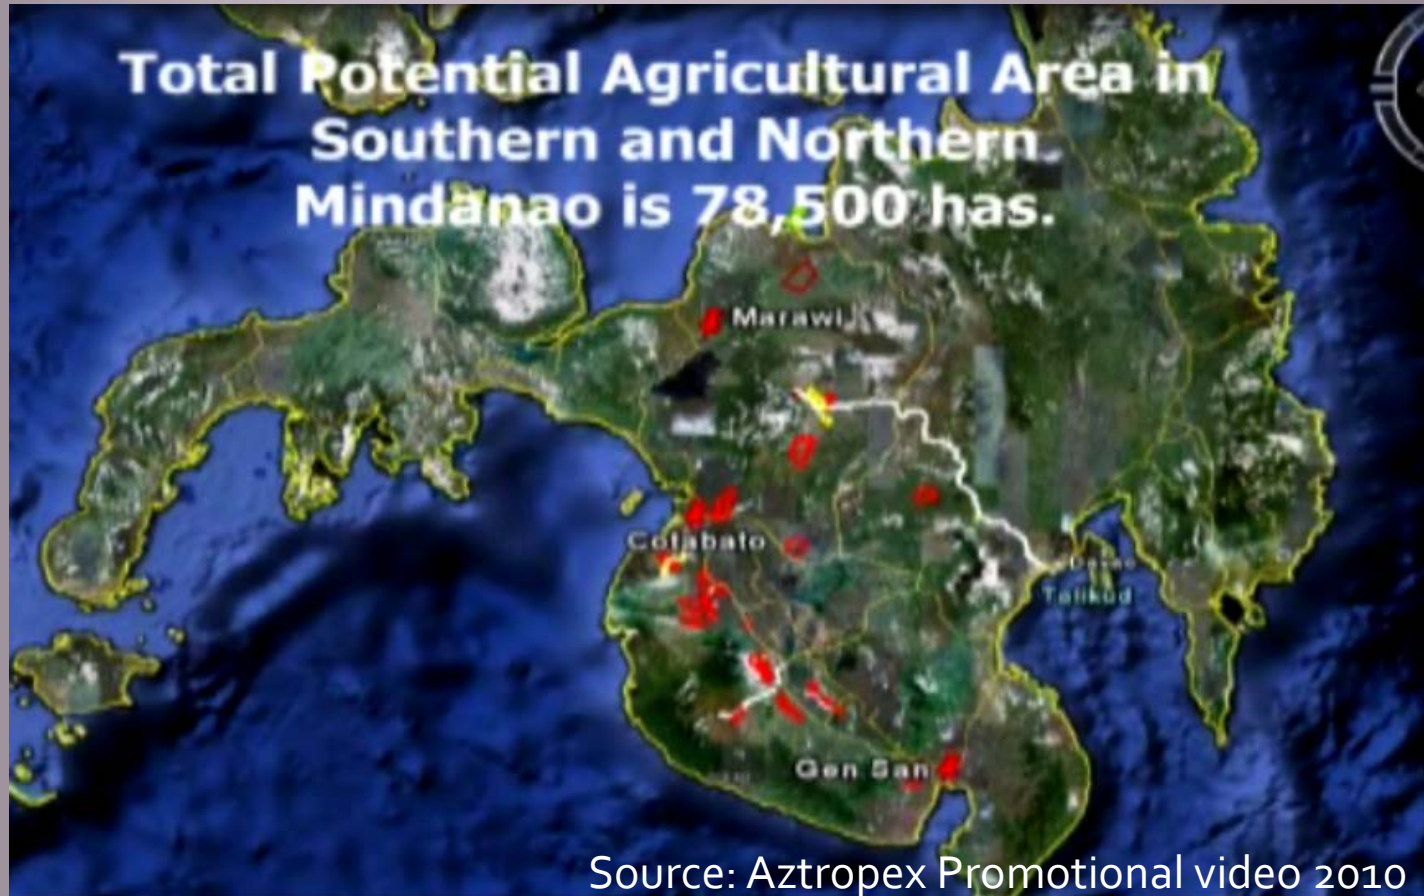 Total Potential Agricultural Area in
Southern and Northern
Mindanao is 78,500 has.
Marawi
Cotabato
Davao
Talikud
Gen San
Source: Aztropex Promotional video 2010